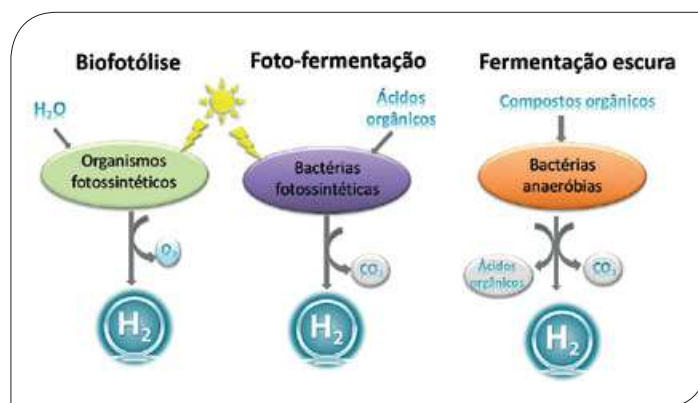 Biofotólise
Foto-fermentação
Fermentação escura
H₂O
Ácidos
orgânicos
Compostos orgânicos
Organismos
fotossintéticos
Bactérias
fotossintéticas
Bactérias
anaeróbias
O₂
CO₂
Ácidos
orgânicos
CO₂
H₂
H₂
H₂